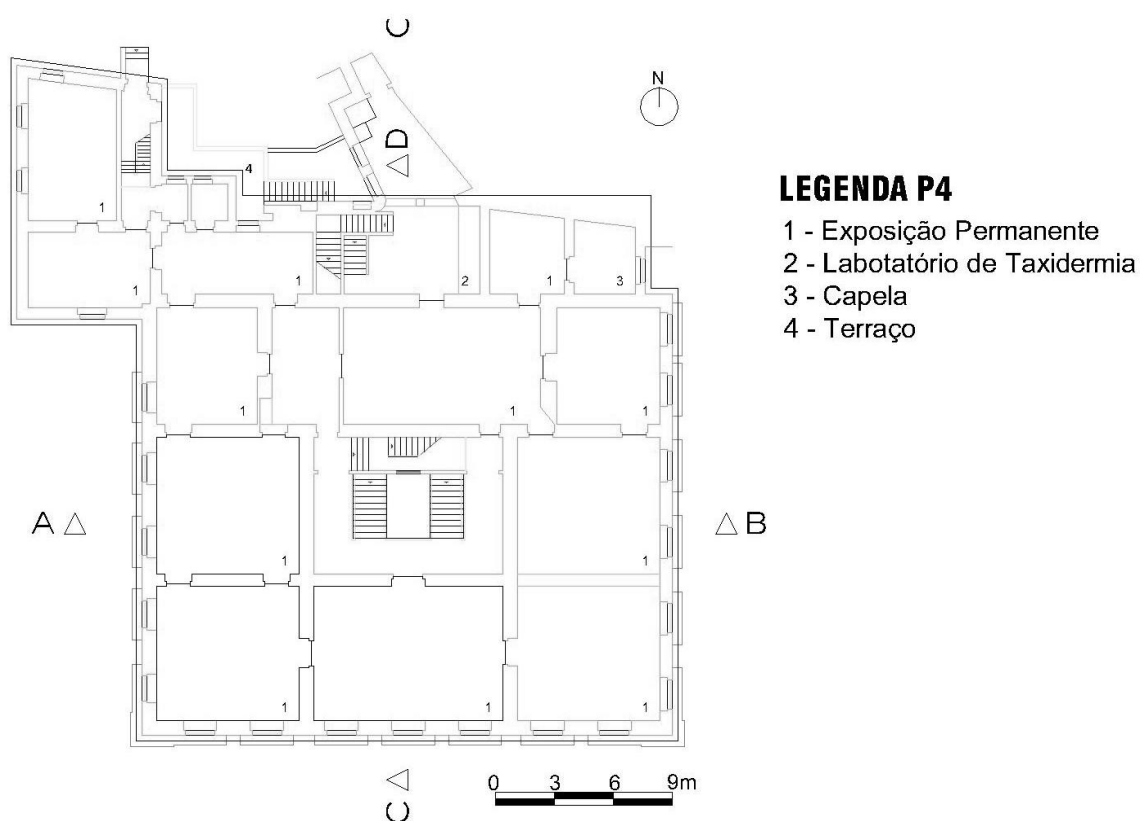 C
N
D
4
LEGENDA P4
1 - Exposição Permanente
2 - Labotatório de Taxidermia
3 - Capela
4 - Terraço
1
1
1
2
1
3
1
1
1
A
B
1
1
1
1
1
C
0 3 6 9m